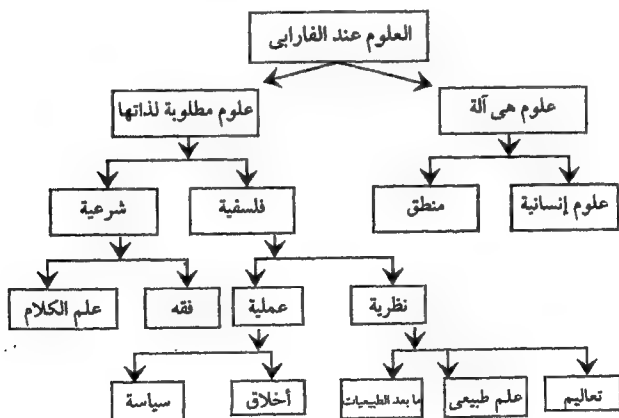 العلوم عند الفارابى
علوم هى آلة
علوم مطلوبة لذاتها
علوم إنسانية
منطق
فلسفية
شرعية
نظرية
عملية
فقه
علم الكلام
تعاليم
علم طبيعى
ما بعد الطبيعيات
أخلاق
سياسة